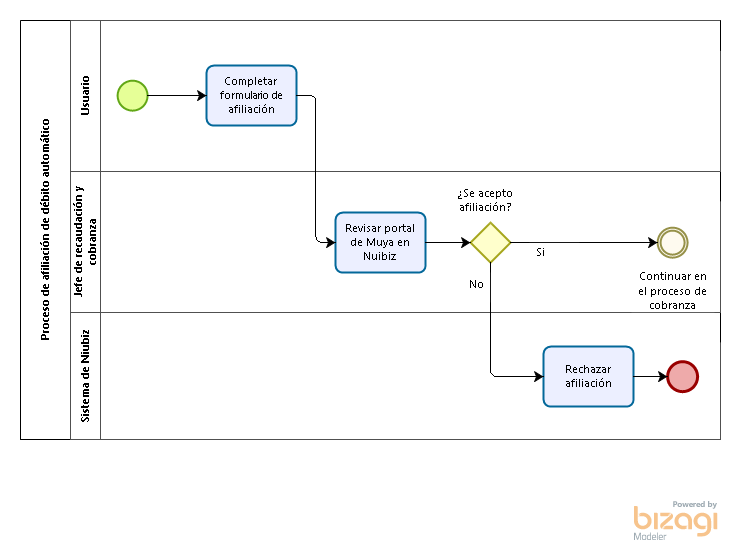 Proceso de afiliación de débito automático
Usuario
Completar
formulario de
afiliación
Jefe de recaudación y
cobranza
Revisar portal
de Muya en
Nuibiz
¿Se acepto
afiliación?
Si
No
Continuar en
el proceso de
cobranza
Sistema de Niubiz
Rechazar
afiliación
Powered by
bizagi
Modeler